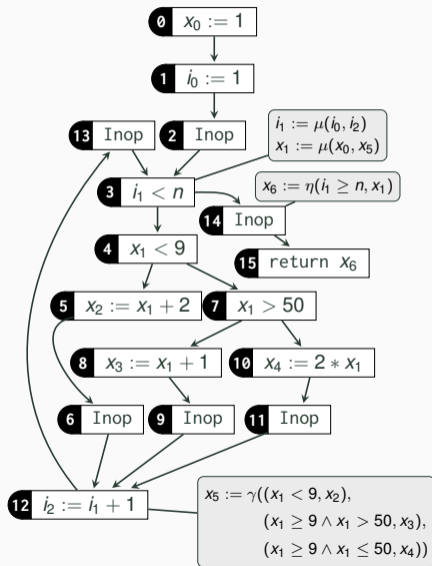 0 x₀ := 1
1 i₀ := 1
i₁ := μ(i₀, i₂)
x₁ := μ(x₀, x₅)
13 Inop 2 Inop
3 i₁ < n
x₆ := η(i₁ ≥ n, x₁)
14 Inop
4 x₁ < 9
15 return x₆
5 x₂ := x₁ + 2 7 x₁ > 50
8 x₃ := x₁ + 1 10 x₄ := 2 * x₁
6 Inop 9 Inop 11 Inop
12 i₂ := i₁ + 1
x₅ := γ((x₁ < 9, x₂),
(x₁ ≥ 9 ∧ x₁ > 50, x₃),
(x₁ ≥ 9 ∧ x₁ ≤ 50, x₄))